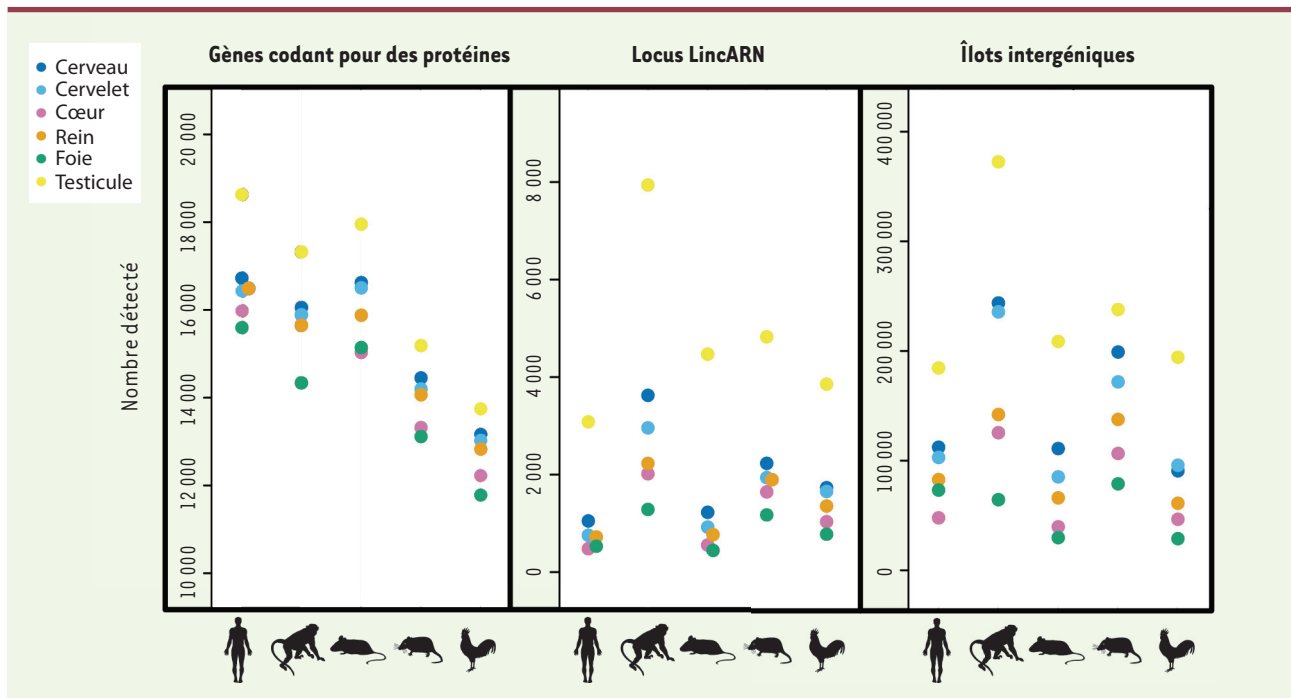 Gènes codant pour des protéines
Locus LincARN
Îlots intergéniques
Cerveau
Cervelet
Cœur
Rein
Foie
Testicule
Nombre détecté
20 000
18 000
16 000
14 000
12 000
10 000
8 000
6 000
4 000
2 000
0
400 000
300 000
200 000
100 000
0